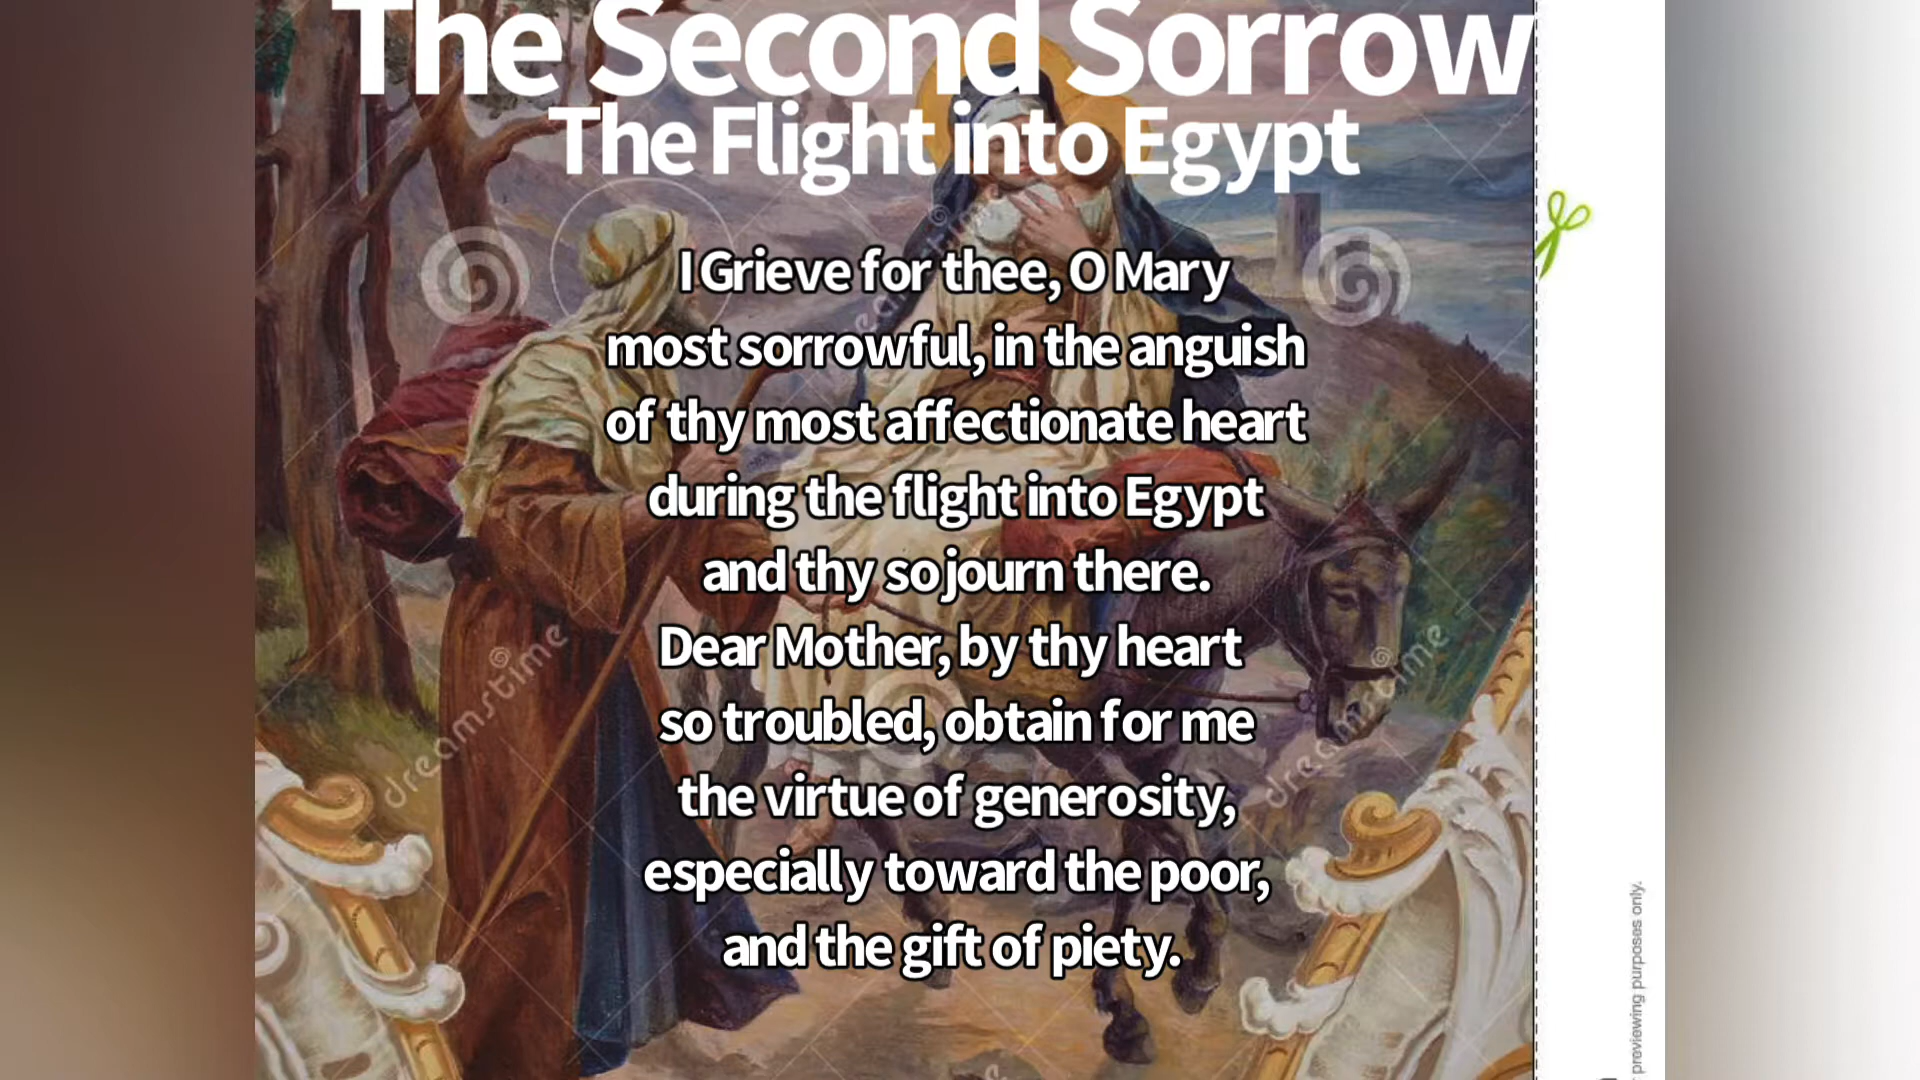 The Second Sorrow
The Flight into Egypt
I Grieve for thee, O Mary
most sorrowful, in the anguish
of thy most affectionate heart
during the flight into Egypt
and thy sojourn there.
Dear Mother, by thy heart
so troubled, obtain for me
the virtue of generosity,
especially toward the poor,
and the gift of piety.
dreamstime
dreamstime
dreamstime
previewing purposes only.